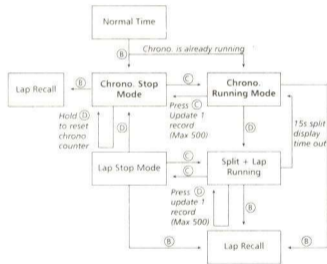 Normal Time
Ⓑ Chrono. is already running
Lap Recall
Ⓑ
Chrono. Stop
Mode
Ⓒ
Chrono.
Running Mode
Hold Ⓓ
to reset
chrono
counter
Ⓓ
Press Ⓒ
Update 1
record
(Max 500)
Ⓓ
15s split
display
time out
Lap Stop Mode
Ⓒ
Ⓒ
Split + Lap
Running
Press Ⓓ
update 1
record
(Max 500)
Ⓑ
Ⓑ
Lap Recall
Ⓑ